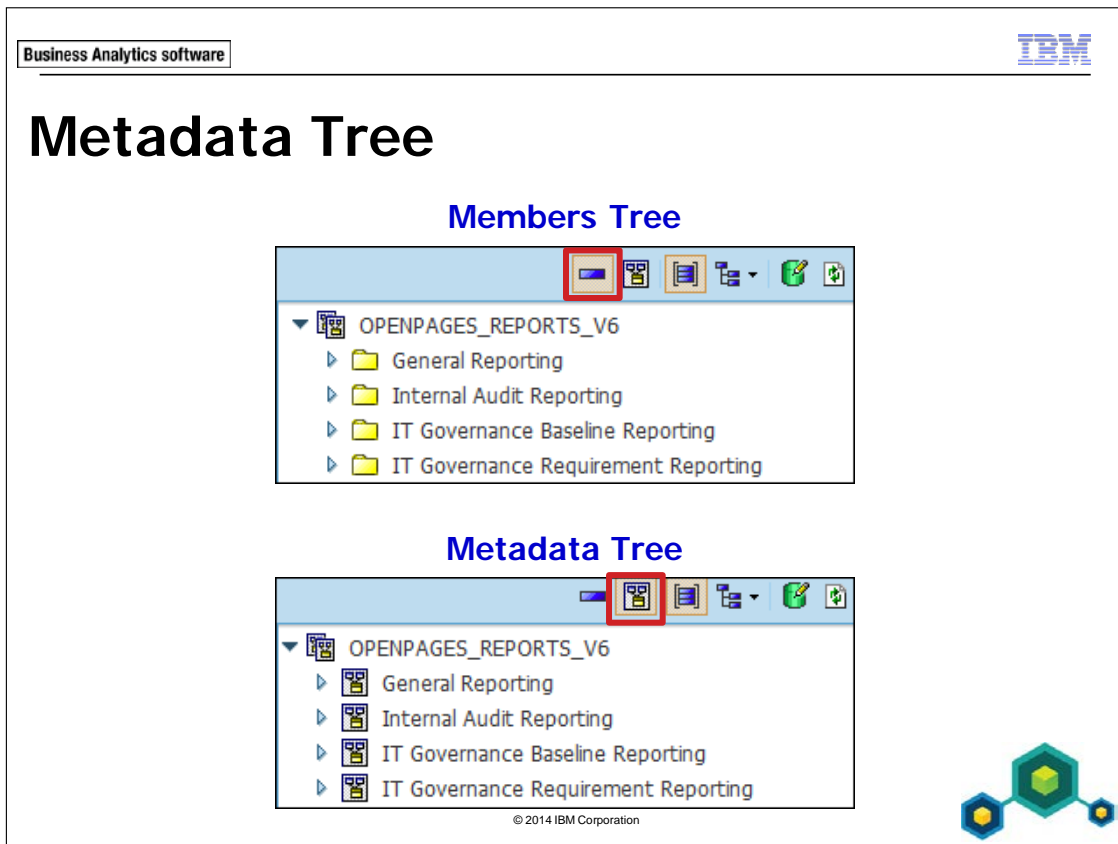 Business Analytics software
IBM
Metadata Tree
Members Tree
OPENPAGES_REPORTS_V6
General Reporting
Internal Audit Reporting
IT Governance Baseline Reporting
IT Governance Requirement Reporting
Metadata Tree
OPENPAGES_REPORTS_V6
General Reporting
Internal Audit Reporting
IT Governance Baseline Reporting
IT Governance Requirement Reporting
© 2014 IBM Corporation